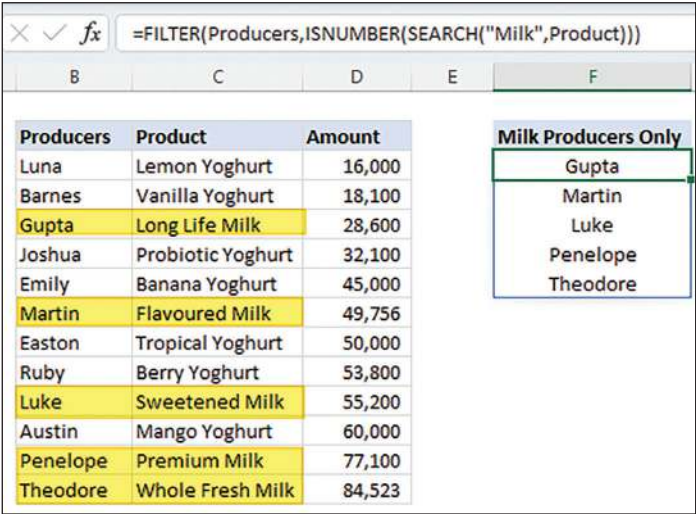 =FILTER(Producers,ISNUMBER(SEARCH("Milk",Product)))
B C D E F
Producers Product Amount Milk Producers Only
Luna Lemon Yoghurt 16,000 Gupta
Barnes Vanilla Yoghurt 18,100 Martin
Gupta Long Life Milk 28,600 Luke
Joshua Probiotic Yoghurt 32,100 Penelope
Emily Banana Yoghurt 45,000 Theodore
Martin Flavoured Milk 49,756
Easton Tropical Yoghurt 50,000
Ruby Berry Yoghurt 53,800
Luke Sweetened Milk 55,200
Austin Mango Yoghurt 60,000
Penelope Premium Milk 77,100
Theodore Whole Fresh Milk 84,523